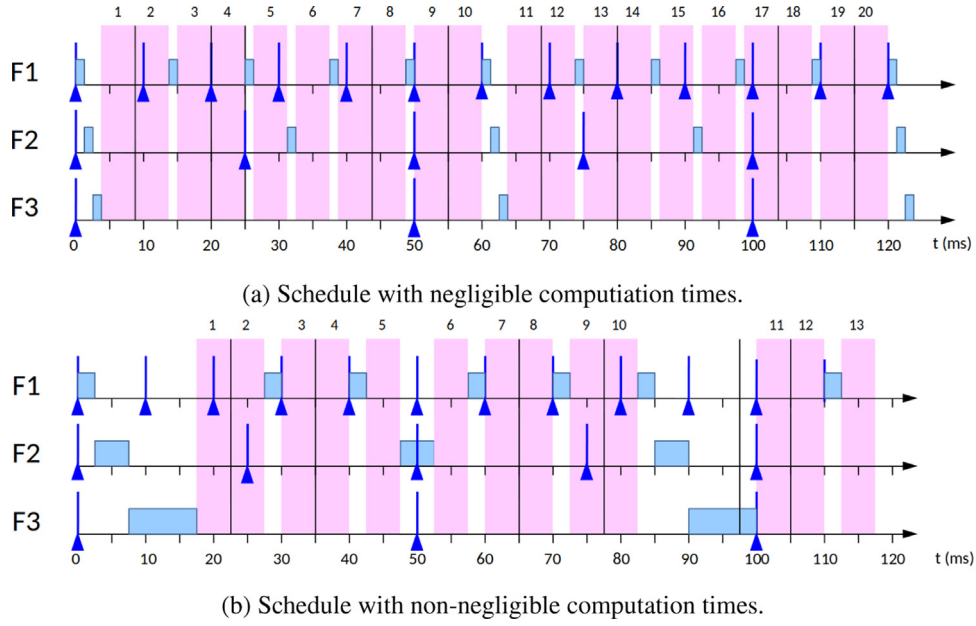 1 2 3 4 5 6 7 8 9 10 11 12 13 14 15 16 17 18 19 20
F1
F2
F3
0 10 20 30 40 50 60 70 80 90 100 110 120 t (ms)
(a) Schedule with negligible computiation times.
1 2 3 4 5 6 7 8 9 10 11 12 13
F1
F2
F3
0 10 20 30 40 50 60 70 80 90 100 110 120 t (ms)
(b) Schedule with non-negligible computation times.